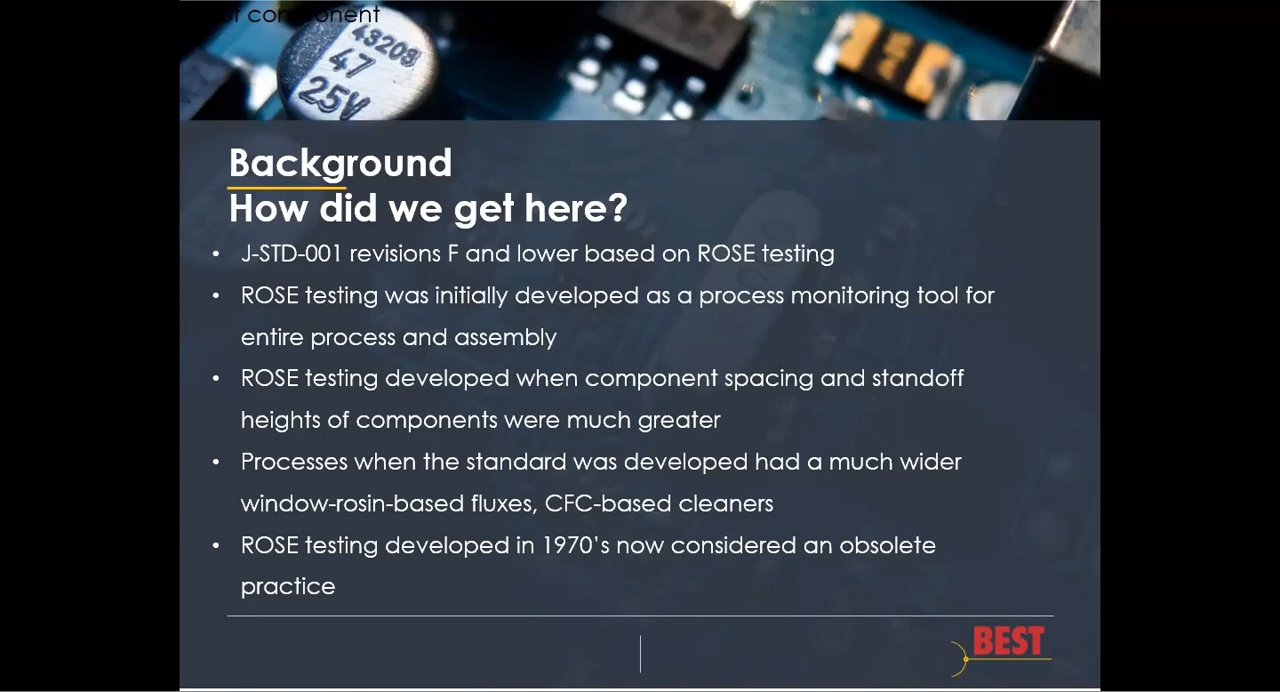 of component
43203
47
25V
Background
How did we get here?
• J-STD-001 revisions F and lower based on ROSE testing
• ROSE testing was initially developed as a process monitoring tool for
entire process and assembly
• ROSE testing developed when component spacing and standoff
heights of components were much greater
• Processes when the standard was developed had a much wider
window-rosin-based fluxes, CFC-based cleaners
• ROSE testing developed in 1970’s now considered an obsolete
practice
BEST